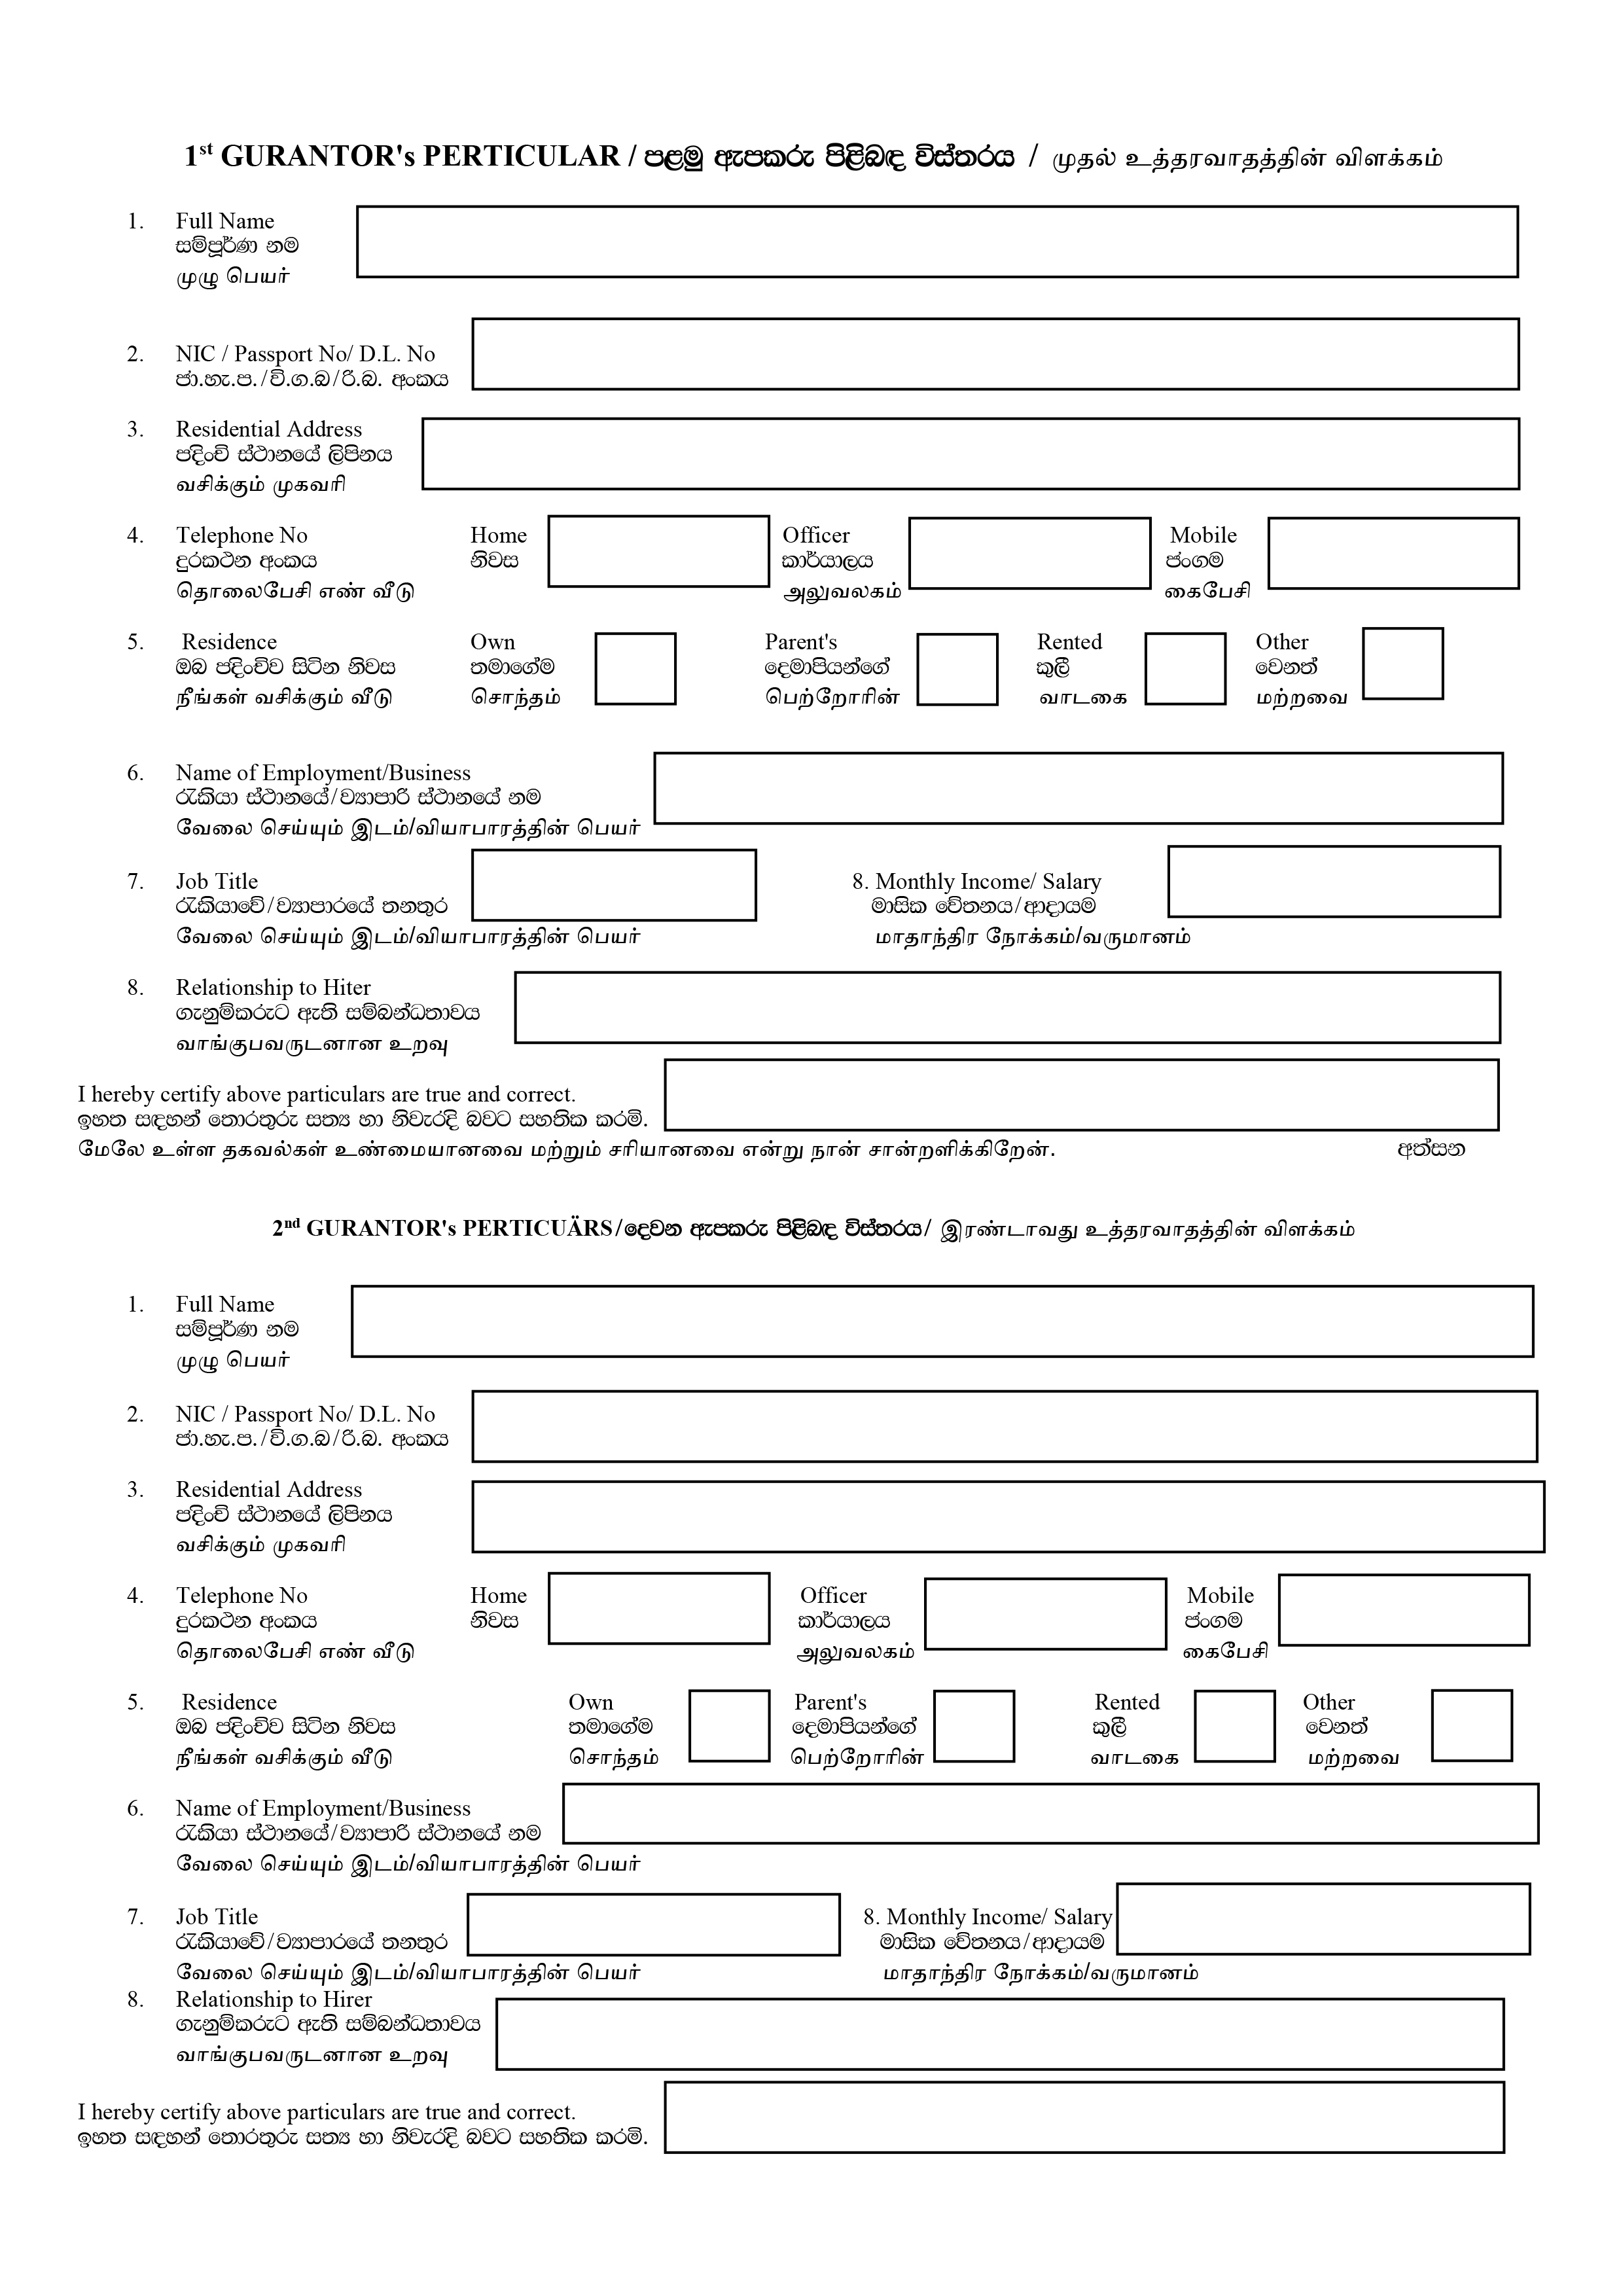 1st GURANTOR's PERTICULAR / පළමු ඇපකරු පිළිබඳ විස්තරය / முதல் உத்தரவாதத்தின் விளக்கம்
1. Full Name
සම්පූර්ණ නම
முழு பெயர்
2. NIC / Passport No/ D.L. No
ජා.හැ.ප./වි.ග.බ/රි.බ. අංකය
3. Residential Address
පදිංචි ස්ථානයේ ලිපිනය
வசிக்கும் முகவரி
4. Telephone No Home Officer Mobile
දුරකථන අංකය නිවස කාර්යාලය ජංගම
தொலைபேசி எண் வீடு அலுவலகம் கைபேசி
5. Residence Own Parent's Rented Other
ඔබ පදිංචිව සිටින නිවස තමාගේම දෙමාපියන්ගේ කුලී වෙනත්
நீங்கள் வசிக்கும் வீடு சொந்தம் பெற்றோரின் வாடகை மற்றவை
6. Name of Employment/Business
රැකියා ස්ථානයේ/ව්‍යාපාරි ස්ථානයේ නම
வேலை செய்யும் இடம்/வியாபாரத்தின் பெயர்
7. Job Title 8. Monthly Income/ Salary
රැකියාවේ/ව්‍යාපාරයේ තනතුර මාසික වේතනය/ආදායම
வேலை செய்யும் இடம்/வியாபாரத்தின் பெயர் மாதாந்திர நோக்கம்/வருமானம்
8. Relationship to Hiter
ගැනුම්කරුට ඇති සම්බන්ධතාවය
வாங்குபவருடனான உறவு
I hereby certify above particulars are true and correct.
ඉහත සඳහන් තොරතුරු සත්‍ය හා නිවැරදි බවට සහතික කරමි.
மேலே உள்ள தகவல்கள் உண்மையானவை மற்றும் சரியானவை என்று நான் சான்றளிக்கிறேன். අත්සන
2nd GURANTOR's PERTICUÄRS/දෙවන ඇපකරු පිළිබඳ විස්තරය/ இரண்டாவது உத்தரவாதத்தின் விளக்கம்
1. Full Name
සම්පූර්ණ නම
முழு பெயர்
2. NIC / Passport No/ D.L. No
ජා.හැ.ප./වි.ග.බ/රි.බ. අංකය
3. Residential Address
පදිංචි ස්ථානයේ ලිපිනය
வசிக்கும் முகவரி
4. Telephone No Home Officer Mobile
දුරකථන අංකය නිවස කාර්යාලය ජංගම
தொலைபேசி எண் வீடு அலுவலகம் கைபேசி
5. Residence Own Parent's Rented Other
ඔබ පදිංචිව සිටින නිවස තමාගේම දෙමාපියන්ගේ කුලී වෙනත්
நீங்கள் வசிக்கும் வீடு சொந்தம் பெற்றோரின் வாடகை மற்றவை
6. Name of Employment/Business
රැකියා ස්ථානයේ/ව්‍යාපාරි ස්ථානයේ නම
வேலை செய்யும் இடம்/வியாபாரத்தின் பெயர்
7. Job Title 8. Monthly Income/ Salary
රැකියාවේ/ව්‍යාපාරයේ තනතුර මාසික වේතනය/ආදායම
வேலை செய்யும் இடம்/வியாபாரத்தின் பெயர் மாதாந்திர நோக்கம்/வருமானம்
8. Relationship to Hirer
ගැනුම්කරුට ඇති සම්බන්ධතාවය
வாங்குபவருடனான உறவு
I hereby certify above particulars are true and correct.
ඉහත සඳහන් තොරතුරු සත්‍ය හා නිවැරදි බවට සහතික කරමි.